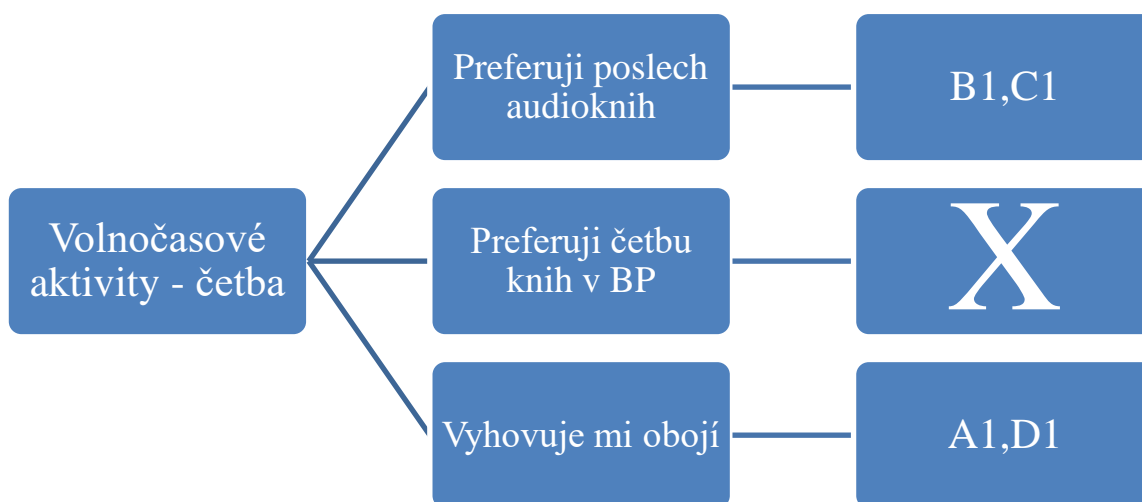 Volnočasové
aktivity - četba
Preferuji poslech
audioknih
B1,C1
Preferuji četbu
knih v BP
X
Vyhovuje mi obojí
A1,D1